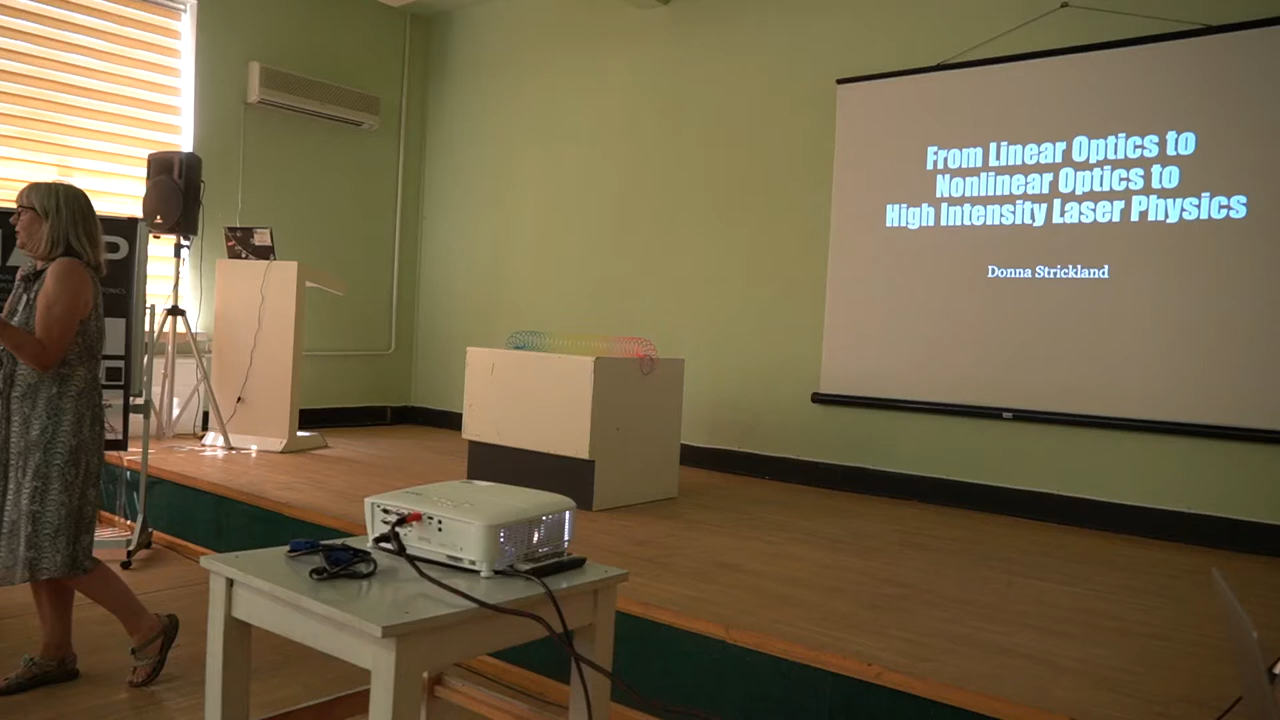 From Linear Optics to
Nonlinear Optics to
High Intensity Laser Physics
Donna Strickland